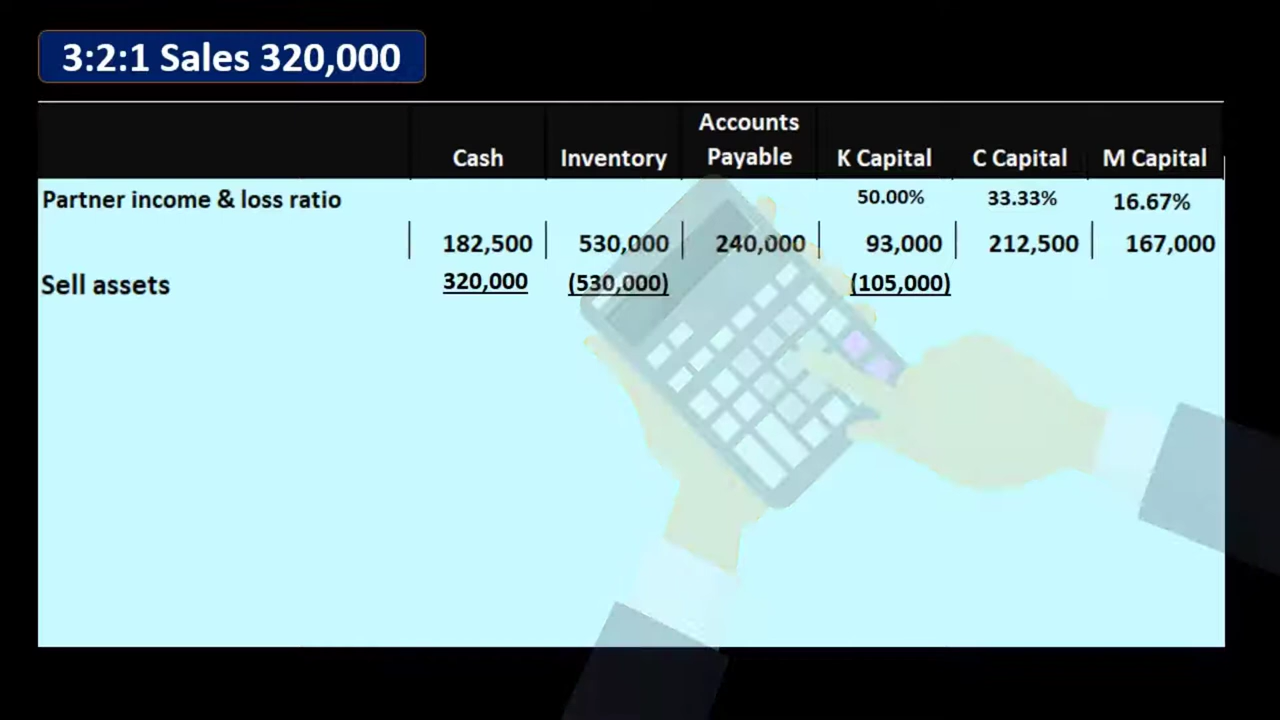 3:2:1 Sales 320,000
Accounts
Cash Inventory Payable K Capital C Capital M Capital
Partner income & loss ratio 50.00% 33.33% 16.67%
182,500 530,000 240,000 93,000 212,500 167,000
Sell assets 320,000 (530,000) (105,000)